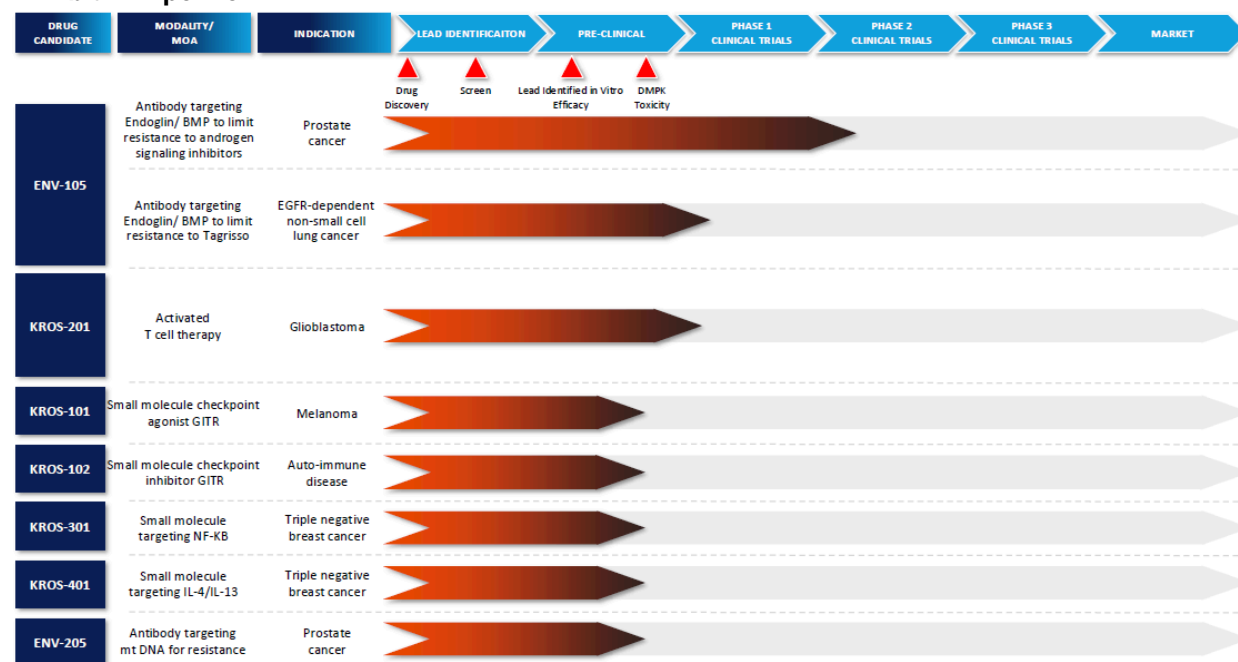 DRUG
CANDIDATE
MODALITY/
MOA
INDICATION
LEAD IDENTIFICAITON
PRE-CLINICAL
PHASE 1
CLINICAL TRIALS
PHASE 2
CLINICAL TRIALS
PHASE 3
CLINICAL TRIALS
MARKET
Drug
Discovery
Screen
Lead Identified in Vitro
Efficacy
DMPK
Toxicity
ENV-105
Antibody targeting
Endoglin/ BMP to limit
resistance to androgen
signaling inhibitors
Prostate
cancer
Antibody targeting
Endoglin/ BMP to limit
resistance to Tagrisso
EGFR-dependent
non-small cell
lung cancer
KROS-201
Activated
T cell therapy
Glioblastoma
KROS-101
Small molecule checkpoint
agonist GITR
Melanoma
KROS-102
Small molecule checkpoint
inhibitor GITR
Auto-immune
disease
KROS-301
Small molecule
targeting NF-KB
Triple negative
breast cancer
KROS-401
Small molecule
targeting IL-4/IL-13
Triple negative
breast cancer
ENV-205
Antibody targeting
mt DNA for resistance
Prostate
cancer